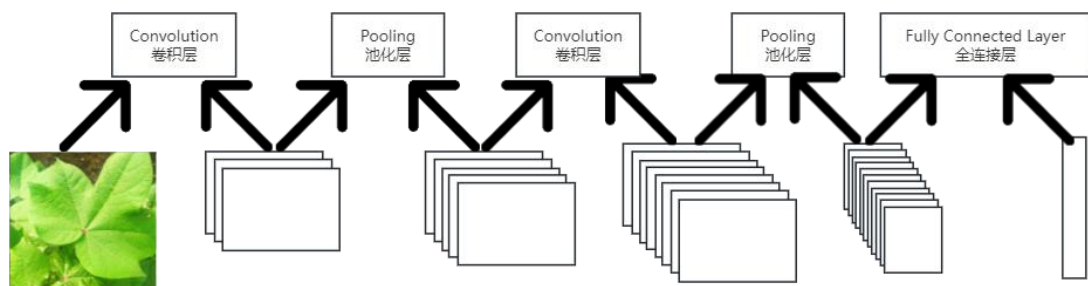 Convolution
卷积层
Pooling
池化层
Convolution
卷积层
Pooling
池化层
Fully Connected Layer
全连接层